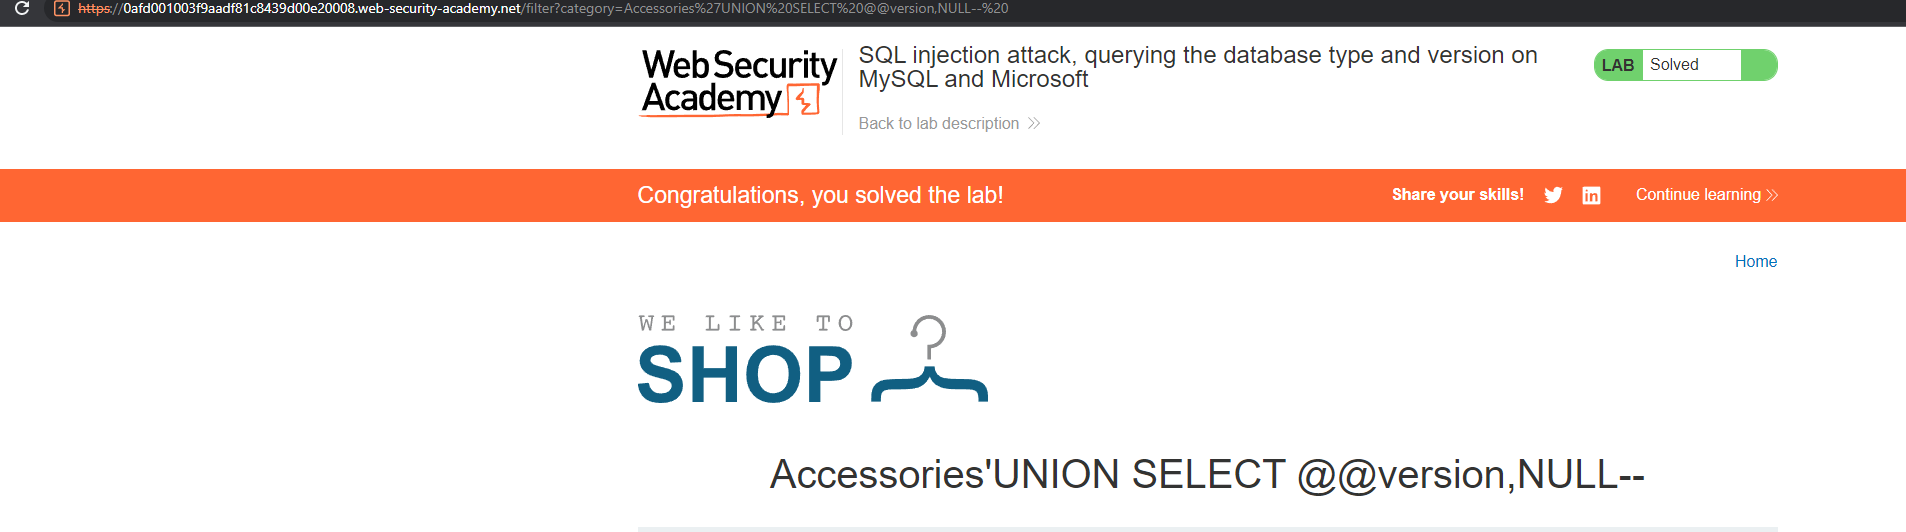 https://0afd001003f9aadf81c8439d00e20008.web-security-academy.net/filter?category=Accessories%27UNION%20SELECT%20@@version,NULL--%20
Web Security
Academy
SQL injection attack, querying the database type and version on
MySQL and Microsoft
Back to lab description
LAB Solved
Congratulations, you solved the lab!
Share your skills!
Continue learning
Home
WE LIKE TO
SHOP
Accessories'UNION SELECT @@version,NULL--